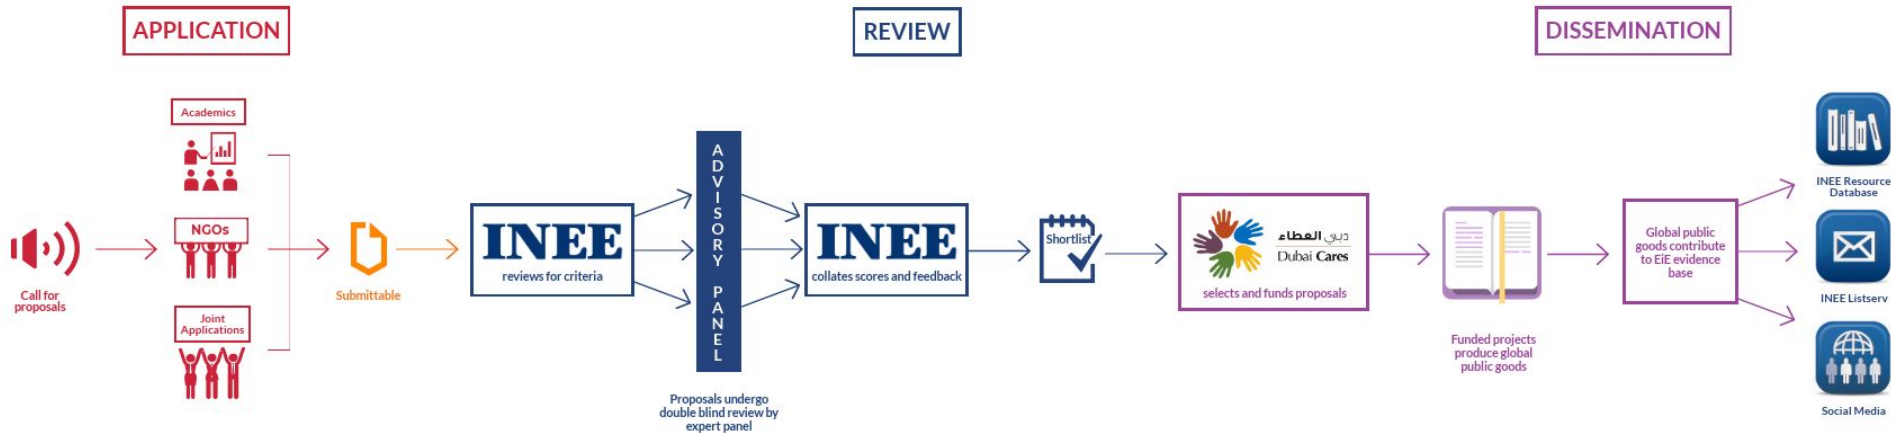 APPLICATION
REVIEW
DISSEMINATION
Call for
proposals
Academics
NGOs
Joint
Applications
Submittable
INEE
reviews for criteria
ADVISORY PANEL
Proposals undergo
double blind review by
expert panel
INEE
collates scores and feedback
Shortlist
دبي العطاء
Dubai Cares
selects and funds proposals
Funded projects
produce global
public goods
Global public
goods contribute
to EiE evidence
base
INEE Resource
Database
INEE Listserv
Social Media